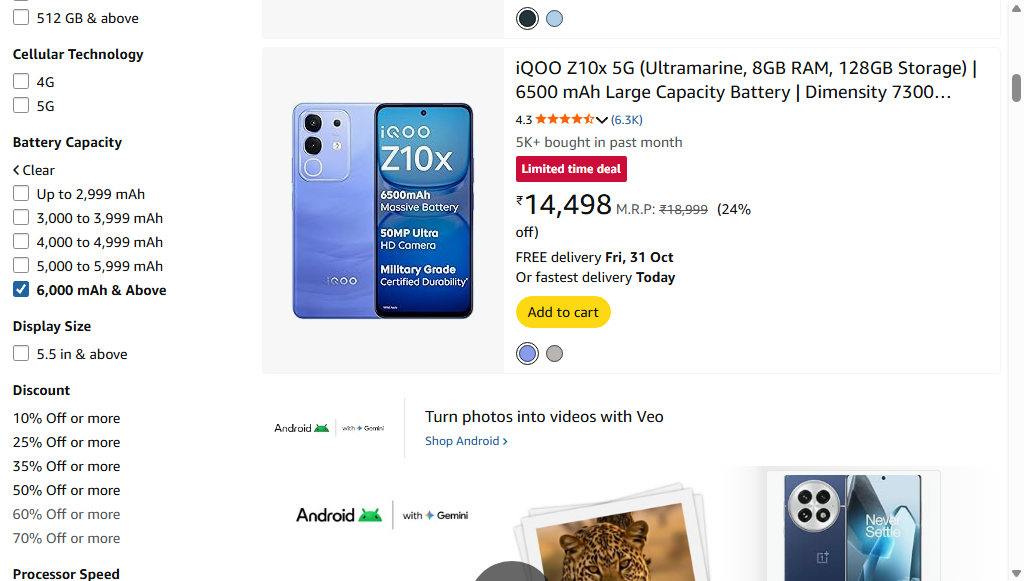 512 GB & above
Cellular Technology
4G
5G
Battery Capacity
Clear
Up to 2,999 mAh
3,000 to 3,999 mAh
4,000 to 4,999 mAh
5,000 to 5,999 mAh
6,000 mAh & Above
Display Size
5.5 in & above
Discount
10% Off or more
25% Off or more
35% Off or more
50% Off or more
60% Off or more
70% Off or more
Processor Speed
iQOO
Z10x
6500mAh
Massive Battery
50MP Ultra
HD Camera
Military Grade
Certified Durability*
iQOO
iQOO Z10x 5G (Ultramarine, 8GB RAM, 128GB Storage) |
6500 mAh Large Capacity Battery | Dimensity 7300…
4.3 (6.3K)
5K+ bought in past month
Limited time deal
₹14,498 M.R.P: ₹18,999 (24%
off)
FREE delivery Fri, 31 Oct
Or fastest delivery Today
Add to cart
Android with Gemini
Turn photos into videos with Veo
Shop Android
Android with Gemini
Never
Settle